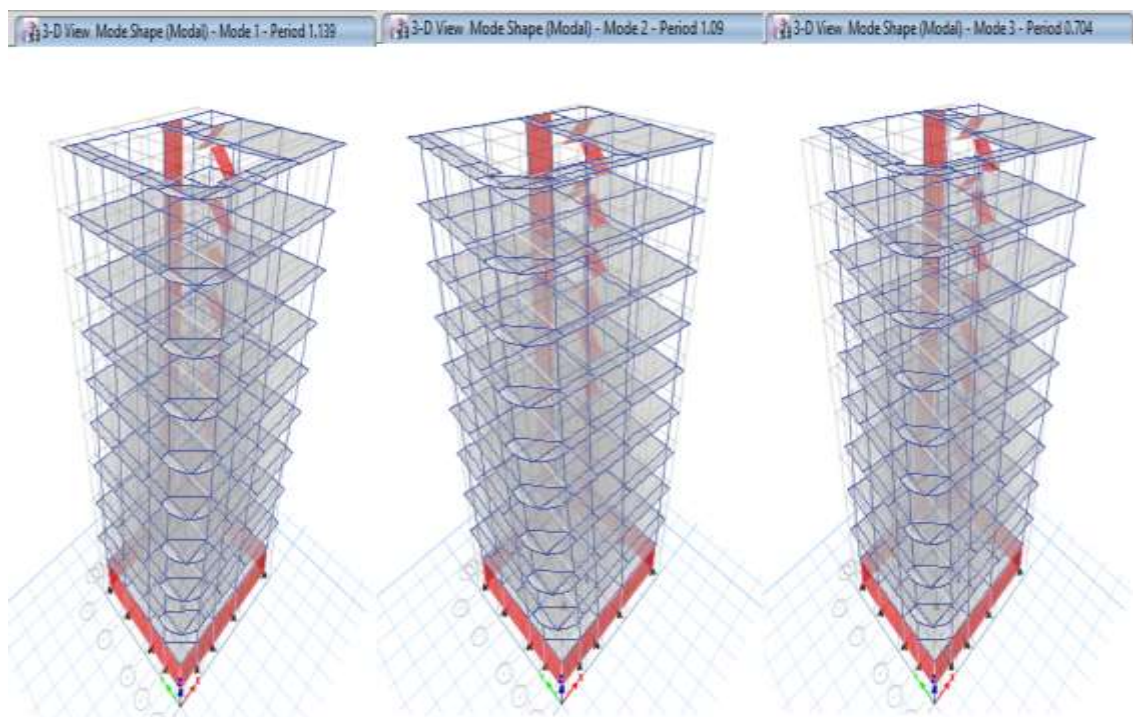 3-D View Mode Shape (Modal) - Mode 1 - Period 1.139
3-D View Mode Shape (Modal) - Mode 2 - Period 1.09
3-D View Mode Shape (Modal) - Mode 3 - Period 0.704